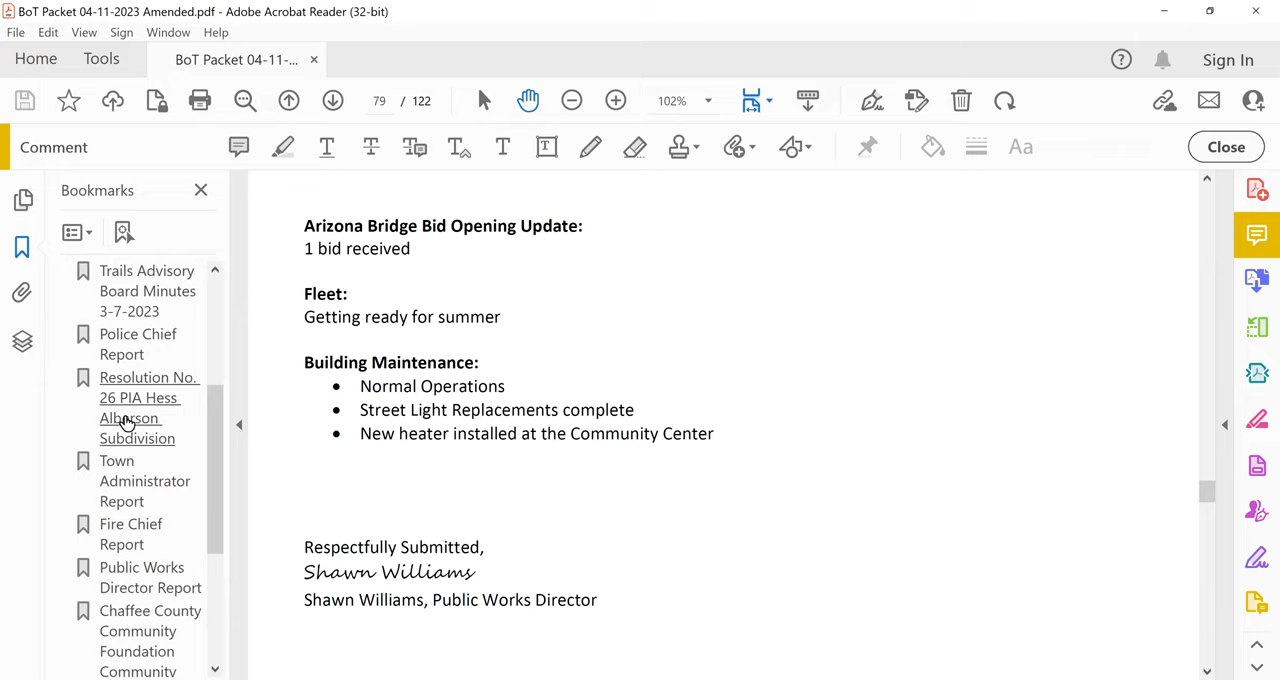 BoT Packet 04-11-2023 Amended.pdf - Adobe Acrobat Reader (32-bit)
File Edit View Sign Window Help
Home Tools BoT Packet 04-11-... × Sign In
79 / 122 102%
Comment Aa Close
Bookmarks
Trails Advisory
Board Minutes
3-7-2023
Police Chief
Report
Resolution No.
26 PIA Hess
Alberson
Subdivision
Town
Administrator
Report
Fire Chief
Report
Public Works
Director Report
Chaffee County
Community
Foundation
Community
Arizona Bridge Bid Opening Update:
1 bid received
Fleet:
Getting ready for summer
Building Maintenance:
• Normal Operations
• Street Light Replacements complete
• New heater installed at the Community Center
Respectfully Submitted,
Shawn Williams
Shawn Williams, Public Works Director